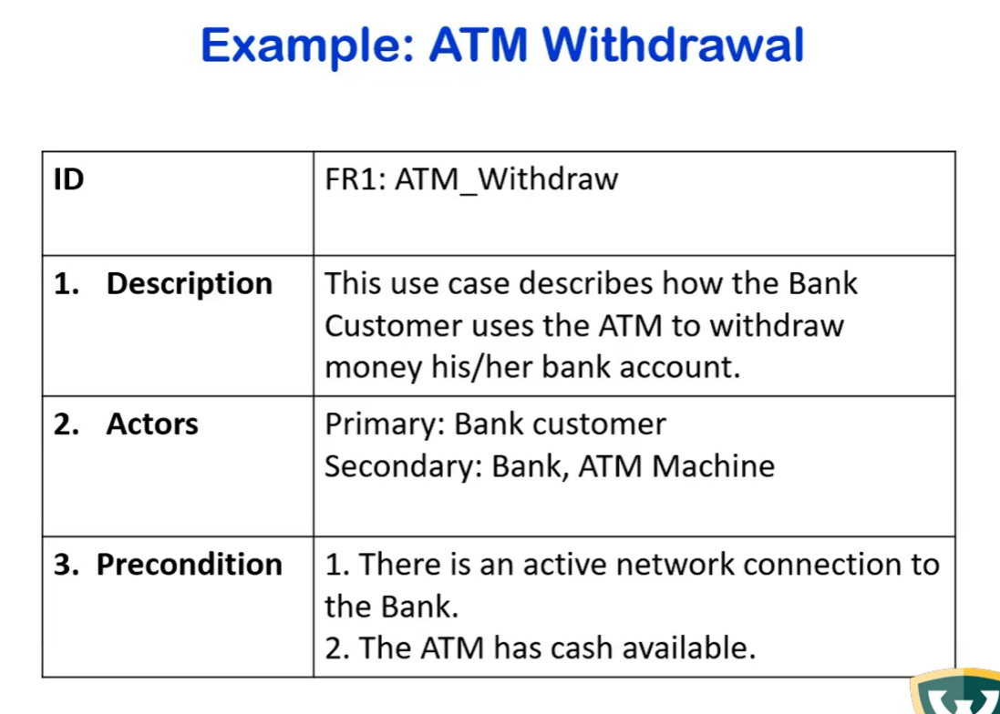 Example: ATM Withdrawal
ID
FR1: ATM_Withdraw
1. Description
This use case describes how the Bank
Customer uses the ATM to withdraw
money his/her bank account.
2. Actors
Primary: Bank customer
Secondary: Bank, ATM Machine
3. Precondition
1. There is an active network connection to
the Bank.
2. The ATM has cash available.